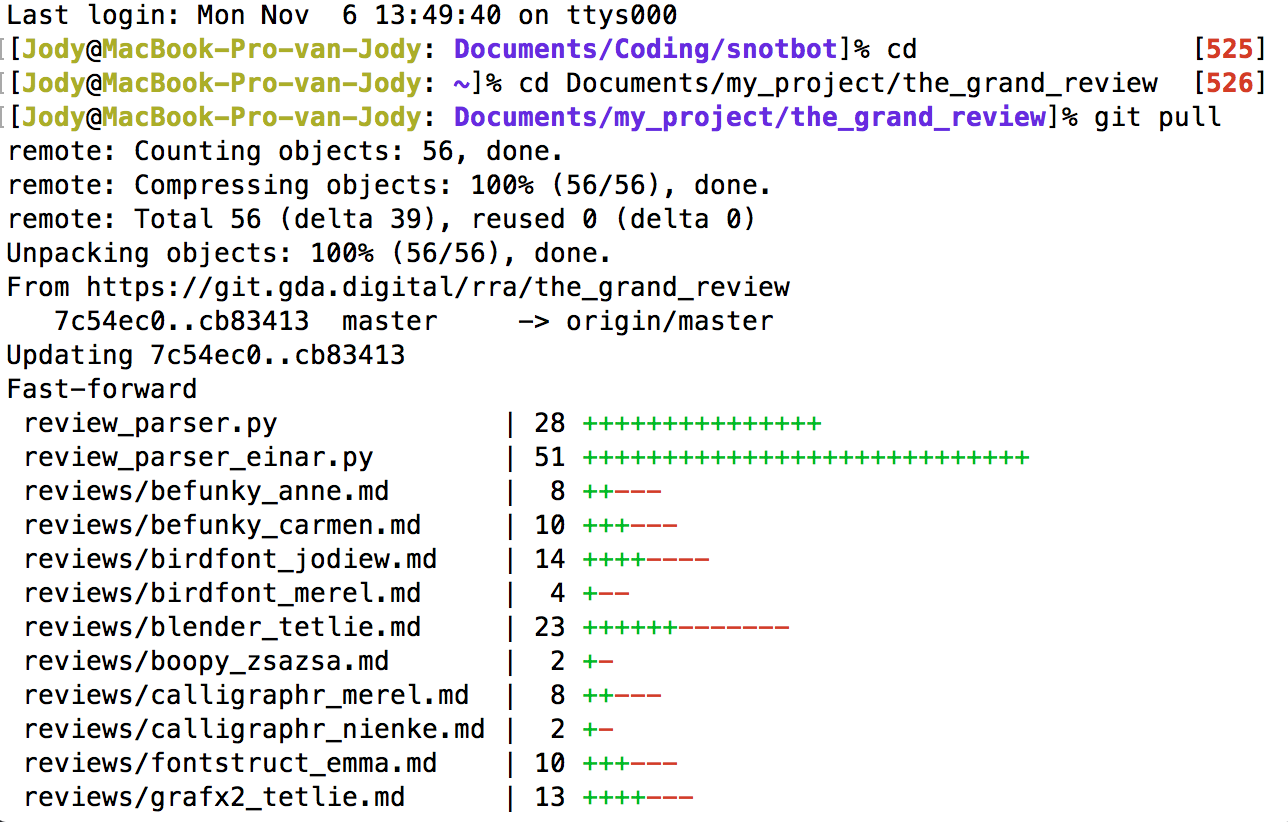 Last login: Mon Nov  6 13:49:40 on ttys000
[[Jody@MacBook-Pro-van-Jody: Documents/Coding/snotbot]% cd                  [525]
[[Jody@MacBook-Pro-van-Jody: ~]% cd Documents/my_project/the_grand_review  [526]
[[Jody@MacBook-Pro-van-Jody: Documents/my_project/the_grand_review]% git pull
remote: Counting objects: 56, done.
remote: Compressing objects: 100% (56/56), done.
remote: Total 56 (delta 39), reused 0 (delta 0)
Unpacking objects: 100% (56/56), done.
From https://git.gda.digital/rra/the_grand_review
   7c54ec0..cb83413  master     -> origin/master
Updating 7c54ec0..cb83413
Fast-forward
 review_parser.py              | 28 +++++++++++++++
 review_parser_einar.py        | 51 ++++++++++++++++++++++++++++
 reviews/befunky_anne.md       |  8 ++---
 reviews/befunky_carmen.md     | 10 +++---
 reviews/birdfont_jodiew.md    | 14 ++++----
 reviews/birdfont_merel.md     |  4 +--
 reviews/blender_tetlie.md     | 23 ++++++-------
 reviews/boopy_zsazsa.md       |  2 +-
 reviews/calligraphr_merel.md  |  8 ++---
 reviews/calligraphr_nienke.md |  2 +-
 reviews/fontstruct_emma.md    | 10 +++---
 reviews/grafx2_tetlie.md      | 13 ++++---